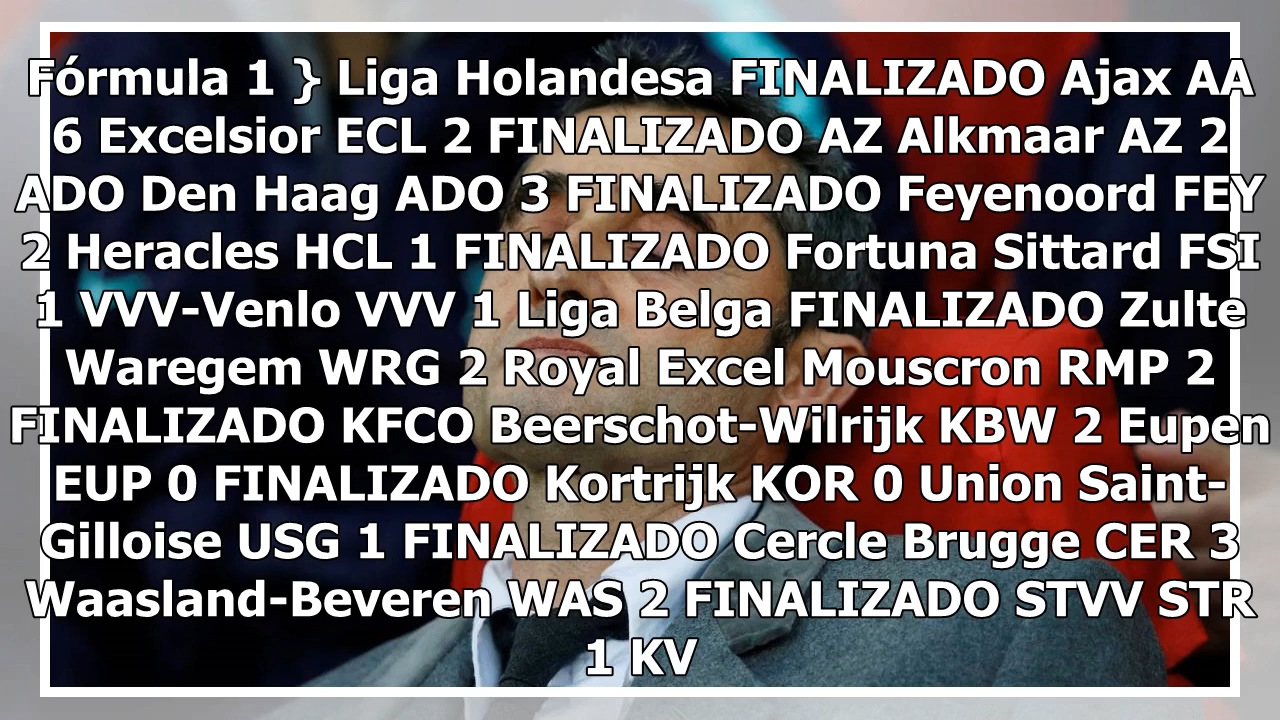 Fórmula 1 } Liga Holandesa FINALIZADO Ajax AA
6 Excelsior ECL 2 FINALIZADO AZ Alkmaar AZ 2
ADO Den Haag ADO 3 FINALIZADO Feyenoord FEY
2 Heracles HCL 1 FINALIZADO Fortuna Sittard FSI
1 VVV-Venlo VVV 1 Liga Belga FINALIZADO Zulte
Waregem WRG 2 Royal Excel Mouscron RMP 2
FINALIZADO KFCO Beerschot-Wilrijk KBW 2 Eupen
EUP 0 FINALIZADO Kortrijk KOR 0 Union Saint-
Gilloise USG 1 FINALIZADO Cercle Brugge CER 3
Waasland-Beveren WAS 2 FINALIZADO STVV STR
1 KV